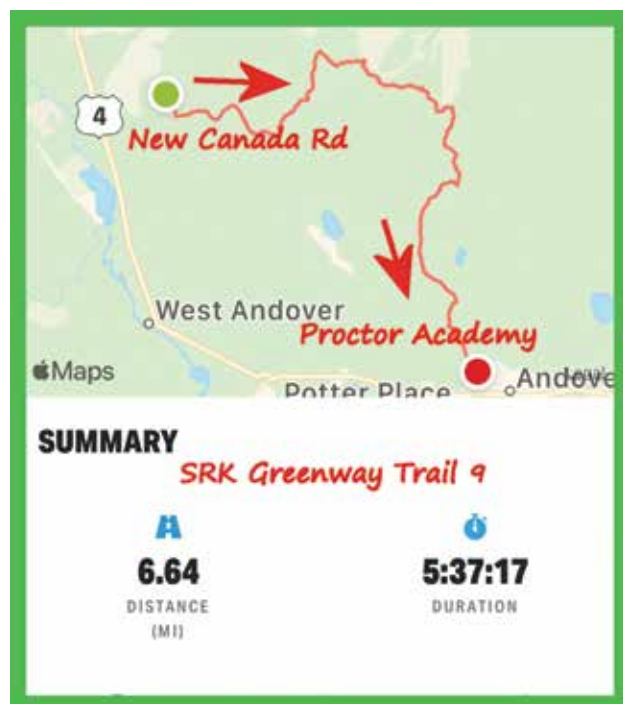 4
New Canada Rd
West Andover
Proctor Academy
Maps
Andove
Potter Place
SUMMARY
SRK Greenway Trail 9
6.64
5:37:17
DISTANCE
DURATION
(MI)